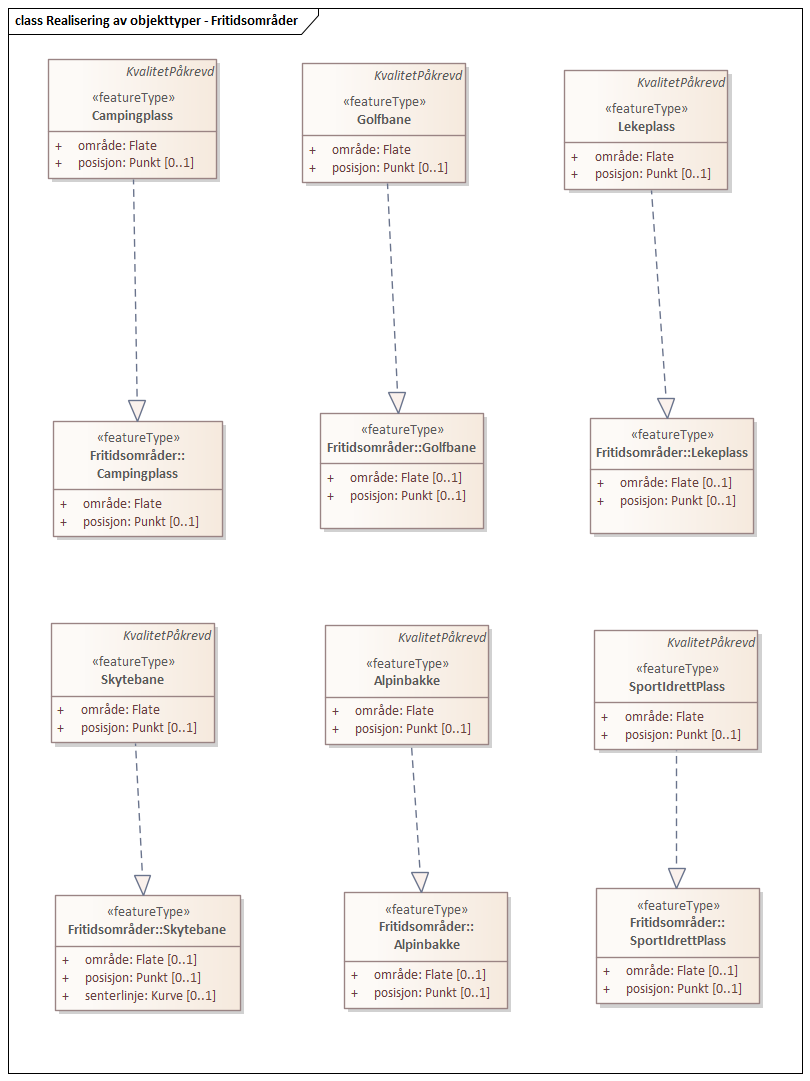 class Realisering av objekttyper - Fritidsområder
KvalitetPåkrevd
«featureType»
Campingplass
+ område: Flate
+ posisjon: Punkt [0..1]
KvalitetPåkrevd
«featureType»
Golfbane
+ område: Flate
+ posisjon: Punkt [0..1]
KvalitetPåkrevd
«featureType»
Lekeplass
+ område: Flate
+ posisjon: Punkt [0..1]
«featureType»
Fritidsområder::
Campingplass
+ område: Flate
+ posisjon: Punkt [0..1]
«featureType»
Fritidsområder::Golfbane
+ område: Flate [0..1]
+ posisjon: Punkt [0..1]
«featureType»
Fritidsområder::Lekeplass
+ område: Flate [0..1]
+ posisjon: Punkt [0..1]
KvalitetPåkrevd
«featureType»
Skytebane
+ område: Flate
+ posisjon: Punkt [0..1]
KvalitetPåkrevd
«featureType»
Alpinbakke
+ område: Flate
+ posisjon: Punkt [0..1]
KvalitetPåkrevd
«featureType»
SportIdrettPlass
+ område: Flate
+ posisjon: Punkt [0..1]
«featureType»
Fritidsområder::Skytebane
+ område: Flate [0..1]
+ posisjon: Punkt [0..1]
+ senterlinje: Kurve [0..1]
«featureType»
Fritidsområder::
Alpinbakke
+ område: Flate [0..1]
+ posisjon: Punkt [0..1]
«featureType»
Fritidsområder::
SportIdrettPlass
+ område: Flate [0..1]
+ posisjon: Punkt [0..1]